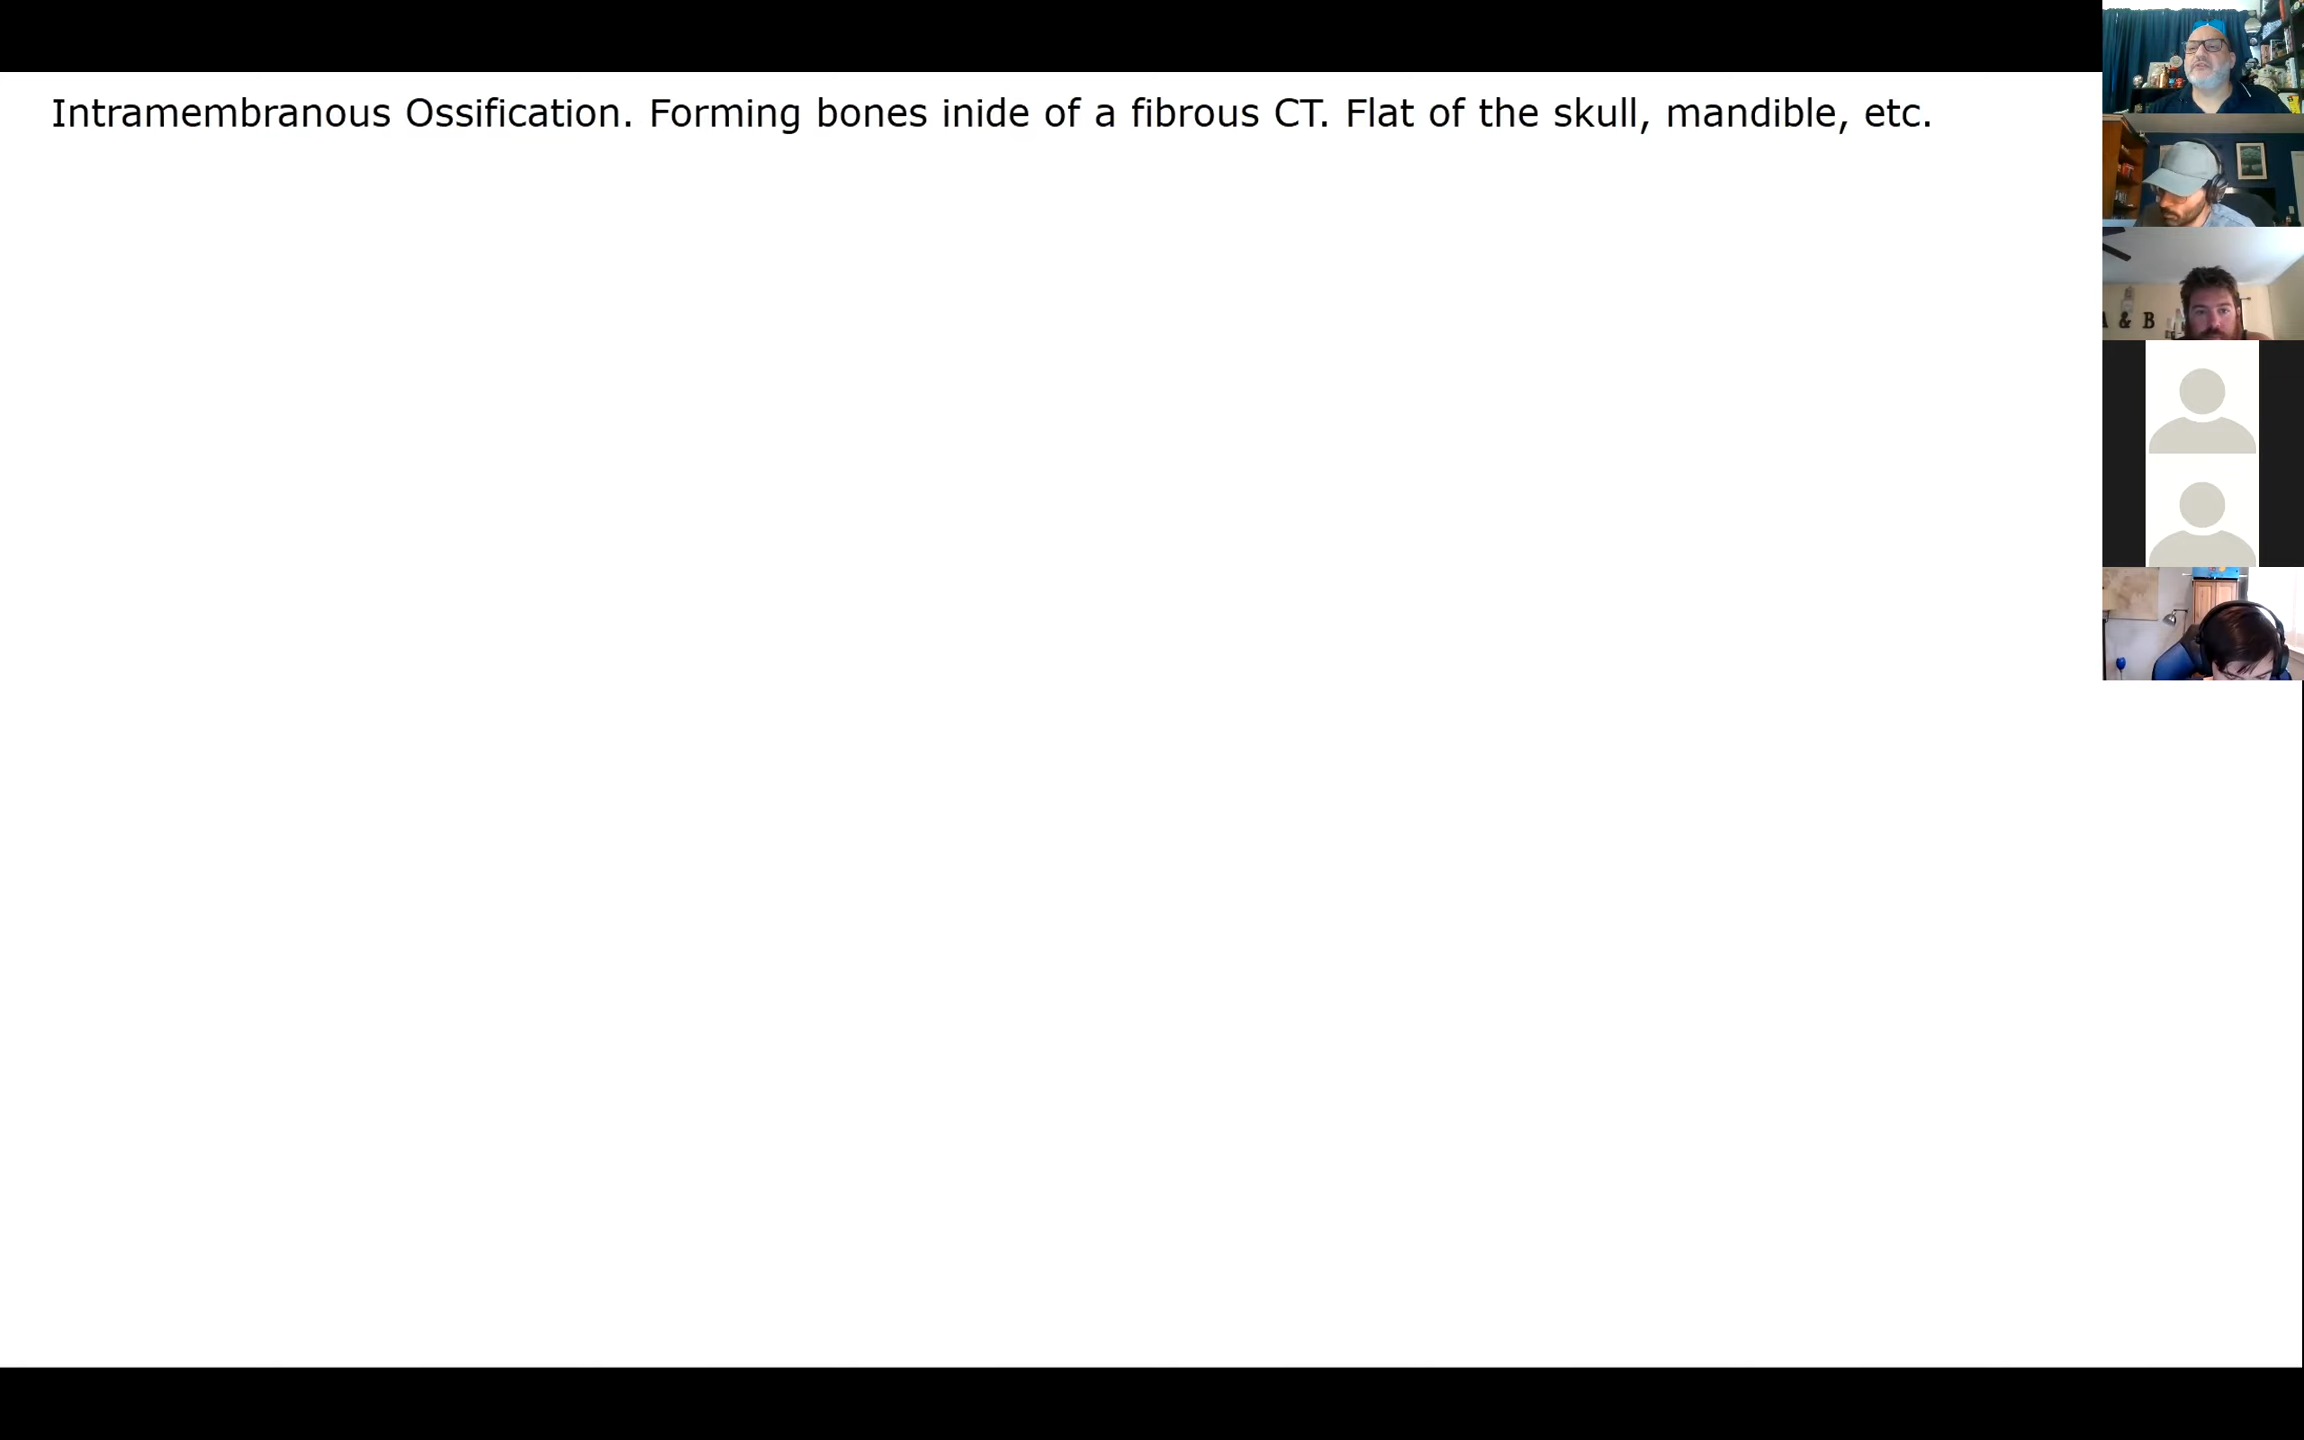 Intramembranous Ossification. Forming bones inide of a fibrous CT. Flat of the skull, mandible, etc.
A & B